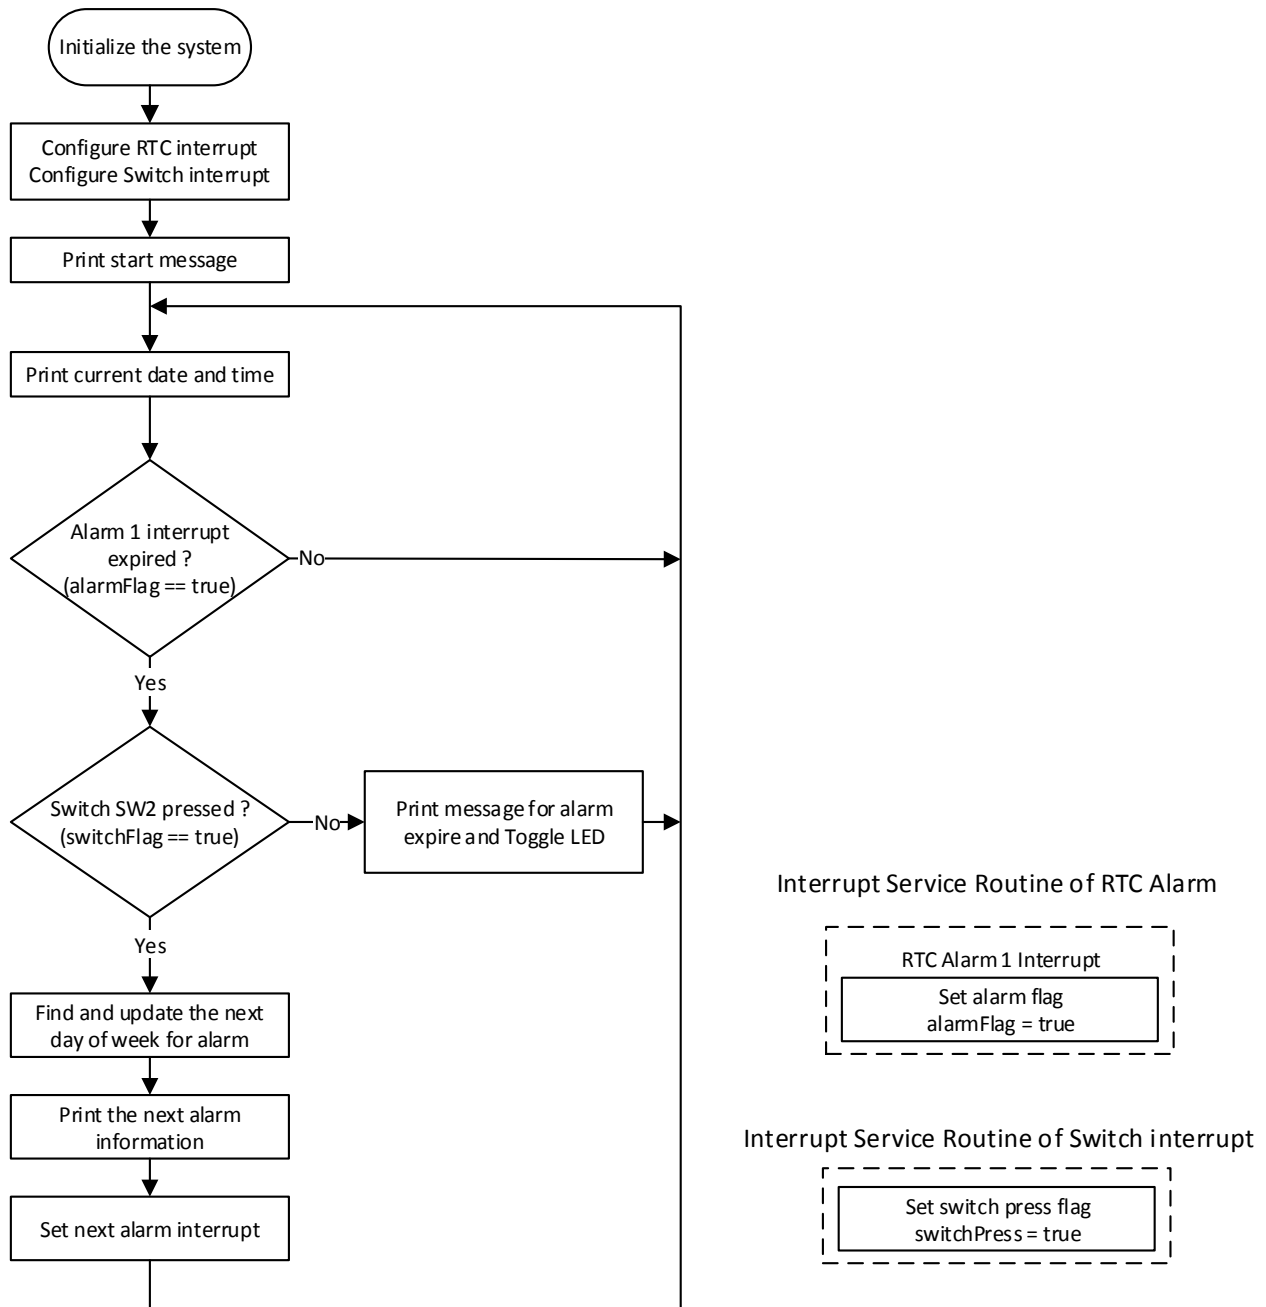 Initialize the system
Configure RTC interrupt
Configure Switch interrupt
Print start message
Print current date and time
Alarm 1 interrupt
expired ?
(alarmFlag == true)
No
Yes
Switch SW2 pressed ?
(switchFlag == true)
No
Print message for alarm
expire and Toggle LED
Yes
Find and update the next
day of week for alarm
Print the next alarm
information
Set next alarm interrupt
Interrupt Service Routine of RTC Alarm
RTC Alarm 1 Interrupt
Set alarm flag
alarmFlag = true
Interrupt Service Routine of Switch interrupt
Set switch press flag
switchPress = true